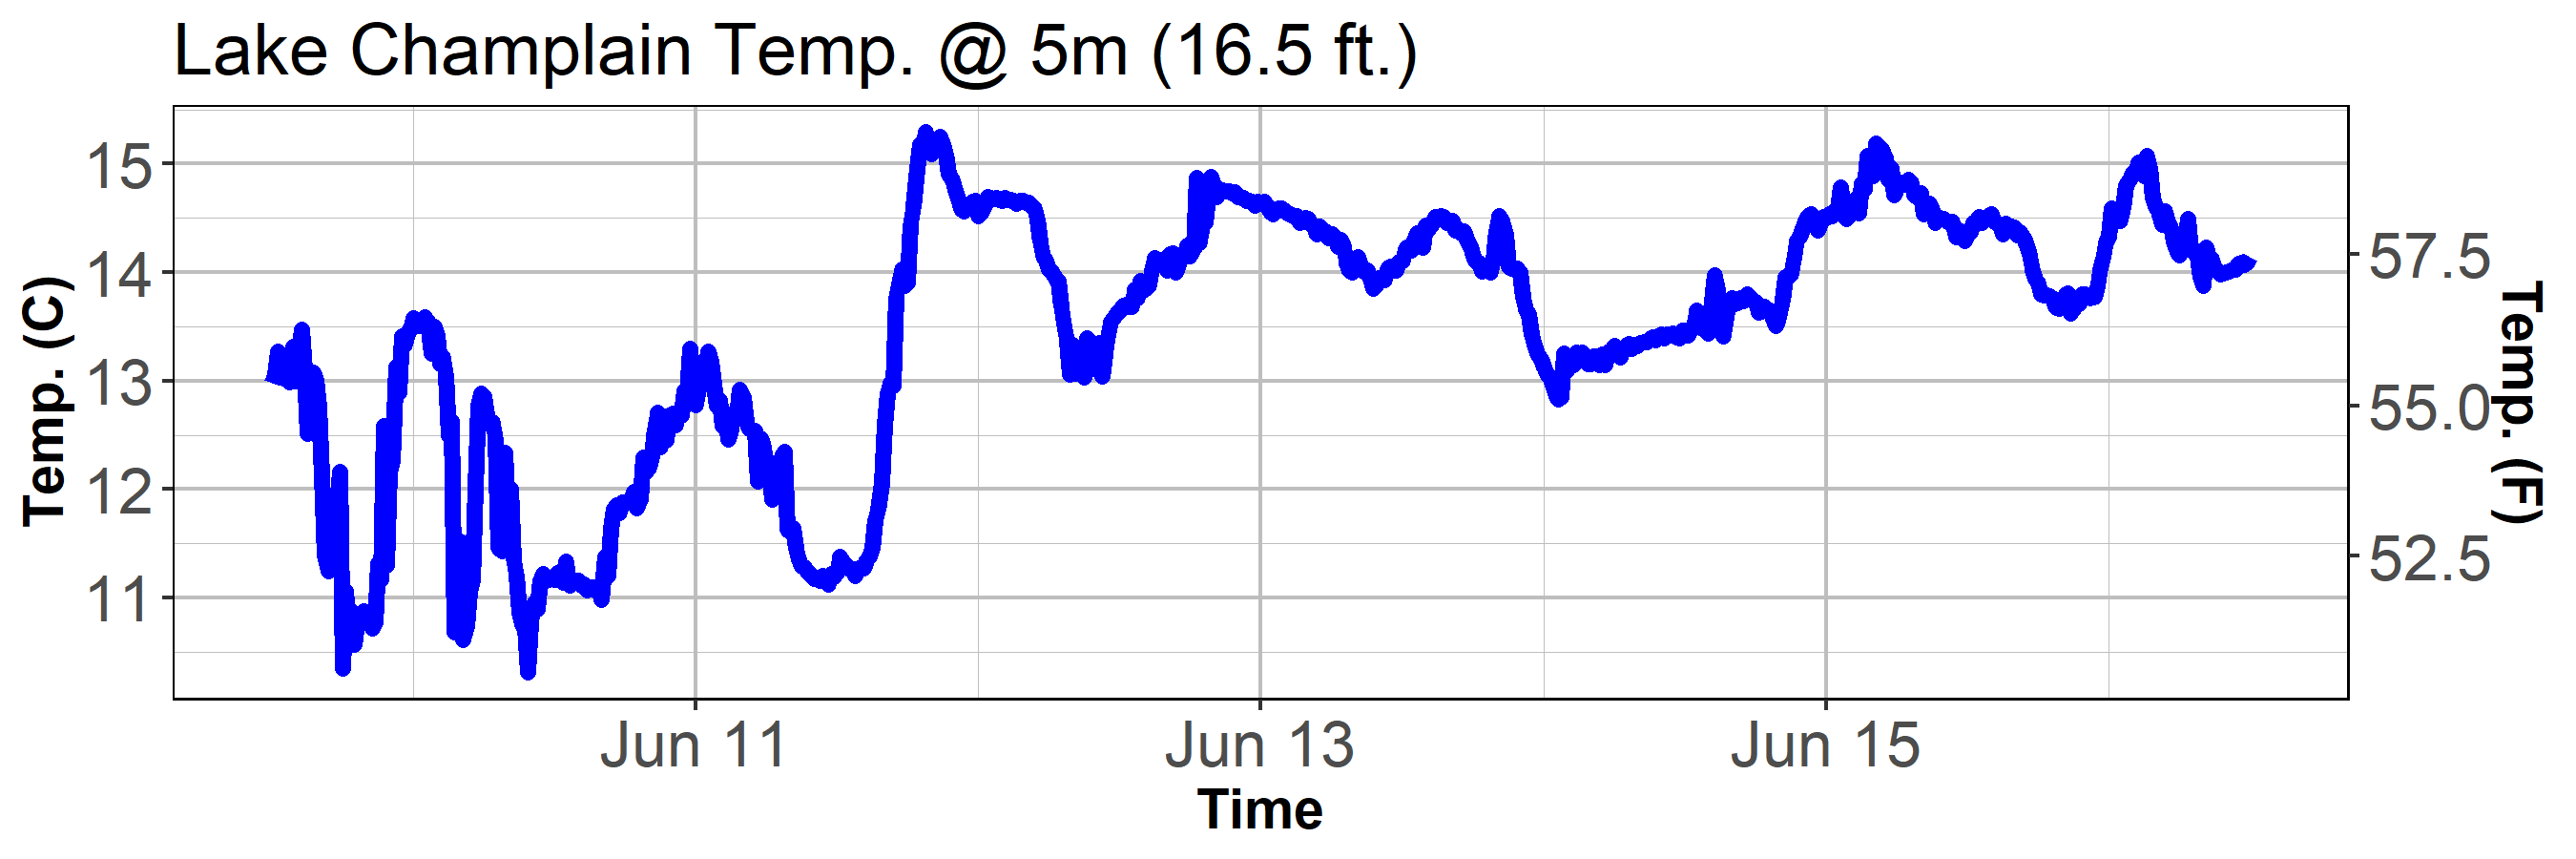 Lake Champlain Temp. @ 5m (16.5 ft.)
Temp. (C)
15
14
13
12
11
57.5
55.0
52.5
Temp. (F)
Jun 11
Jun 13
Jun 15
Time